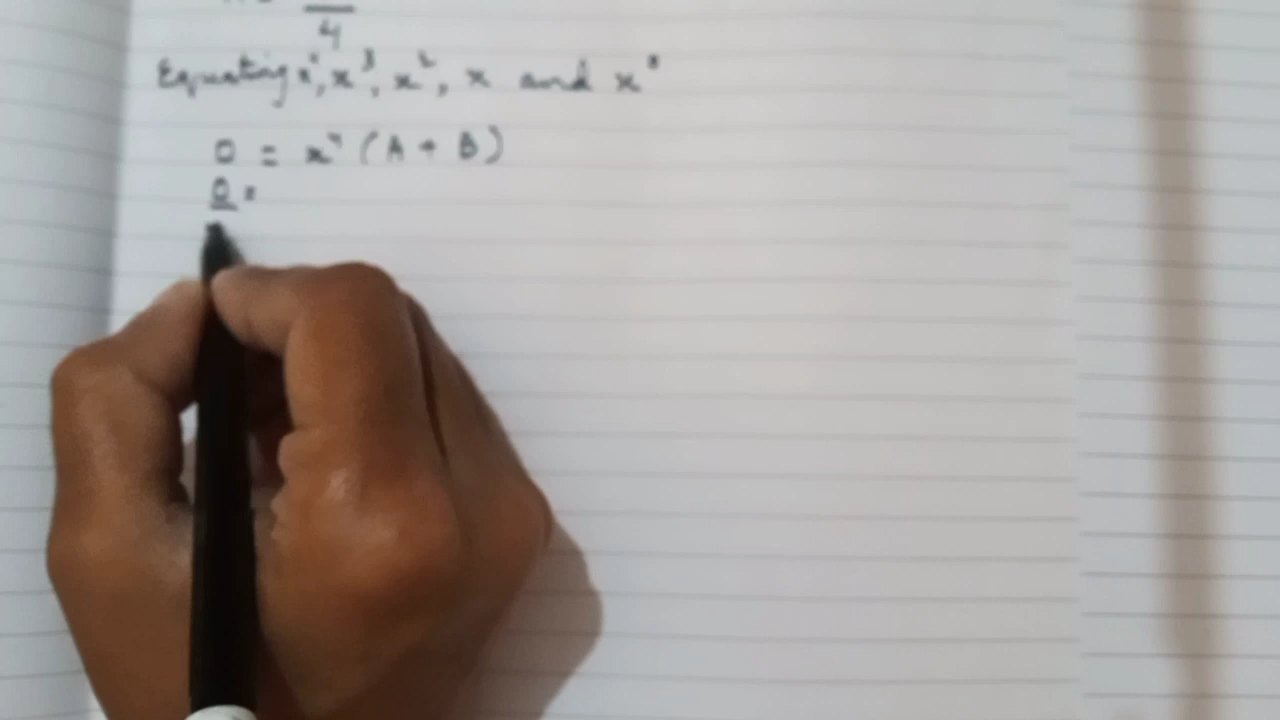 4
Equating x⁴, x³, x², x and x⁰
0 = x⁴ (A + B)
0 =